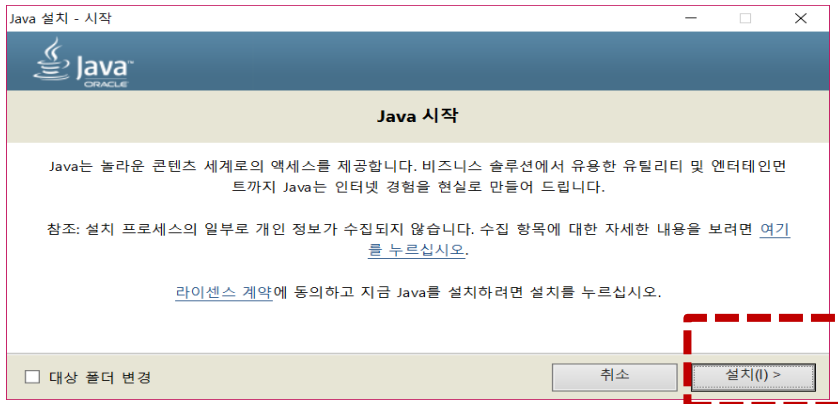 Java 설치 - 시작
Java
ORACLE
Java 시작
Java는 놀라운 콘텐츠 세계로의 액세스를 제공합니다. 비즈니스 솔루션에서 유용한 유틸리티 및 엔터테인먼
트까지 Java는 인터넷 경험을 현실로 만들어 드립니다.
참조: 설치 프로세스의 일부로 개인 정보가 수집되지 않습니다. 수집 항목에 대한 자세한 내용을 보려면 여기
를 누르십시오.
라이센스 계약에 동의하고 지금 Java를 설치하려면 설치를 누르십시오.
대상 폴더 변경
취소
설치(I) >